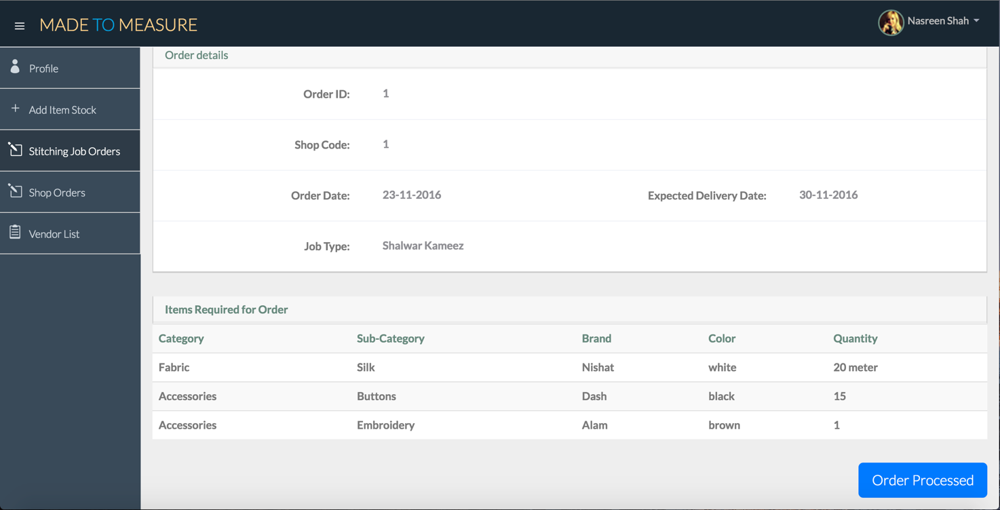 MADE TO MEASURE
Nasreen Shah
Profile
Add Item Stock
Stitching Job Orders
Shop Orders
Vendor List
Order details
Order ID: 1
Shop Code: 1
Order Date: 23-11-2016 Expected Delivery Date: 30-11-2016
Job Type: Shalwar Kameez
Items Required for Order
Category Sub-Category Brand Color Quantity
Fabric Silk Nishat white 20 meter
Accessories Buttons Dash black 15
Accessories Embroidery Alam brown 1
Order Processed